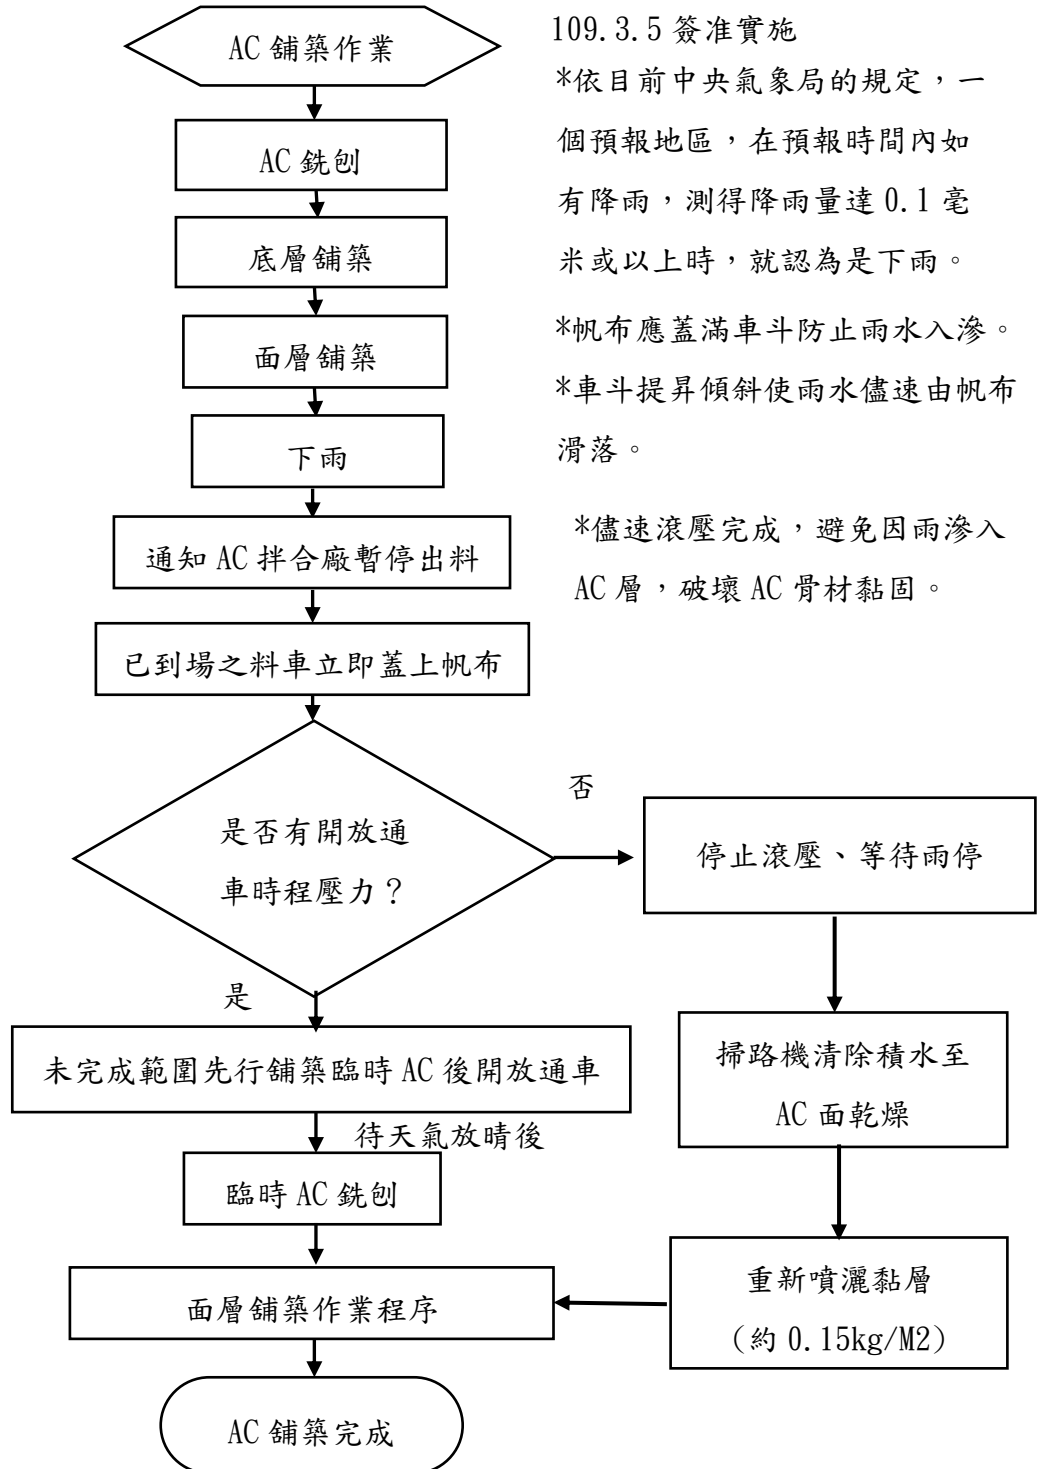 AC 舖築作業
109.3.5 簽准實施
*依目前中央氣象局的規定，一
個預報地區，在預報時間內如
有降雨，測得降雨量達 0.1 毫
米或以上時，就認為是下雨。
*帆布應蓋滿車斗防止雨水入滲。
*車斗提昇傾斜使雨水儘速由帆布
滑落。
*儘速滾壓完成，避免因雨滲入
AC 層，破壞 AC 骨材黏固。
AC 銑刨
底層舖築
面層舖築
下雨
通知 AC 拌合廠暫停出料
已到場之料車立即蓋上帆布
是否有開放通
車時程壓力？
否
停止滾壓、等待雨停
掃路機清除積水至
AC 面乾燥
重新噴灑黏層
（約 0.15kg/M2）
是
未完成範圍先行舖築臨時 AC 後開放通車
待天氣放晴後
臨時 AC 銑刨
面層舖築作業程序
AC 舖築完成